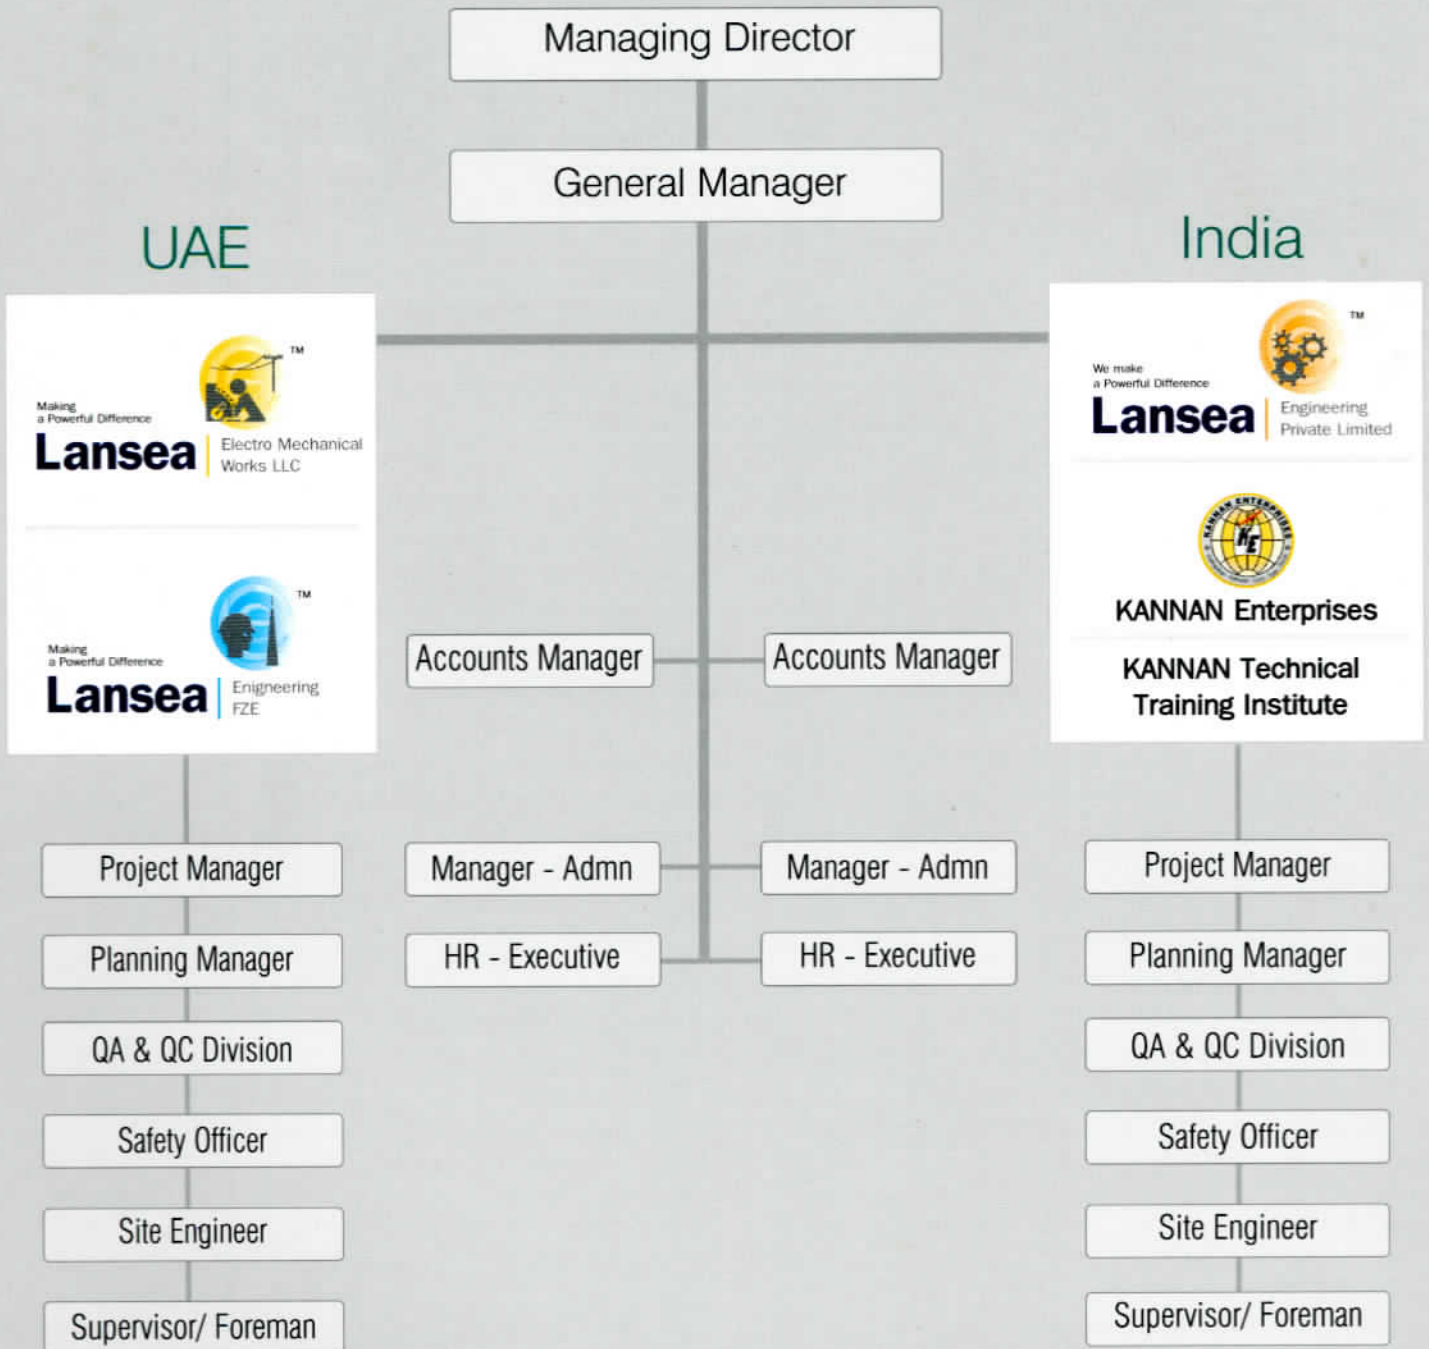 Managing Director
General Manager
UAE
India
Making
a Powerful Difference
TM
Lansea
Electro Mechanical
Works LLC
Making
a Powerful Difference
TM
Lansea
Enigneering
FZE
We make
a Powerful Difference
TM
Lansea
Engineering
Private Limited
KANNAN ENTERPRISES
KE
KANNAN Enterprises
KANNAN Technical
Training Institute
Accounts Manager
Accounts Manager
Project Manager
Manager - Admn
Manager - Admn
Project Manager
Planning Manager
HR - Executive
HR - Executive
Planning Manager
QA & QC Division
QA & QC Division
Safety Officer
Safety Officer
Site Engineer
Site Engineer
Supervisor/ Foreman
Supervisor/ Foreman